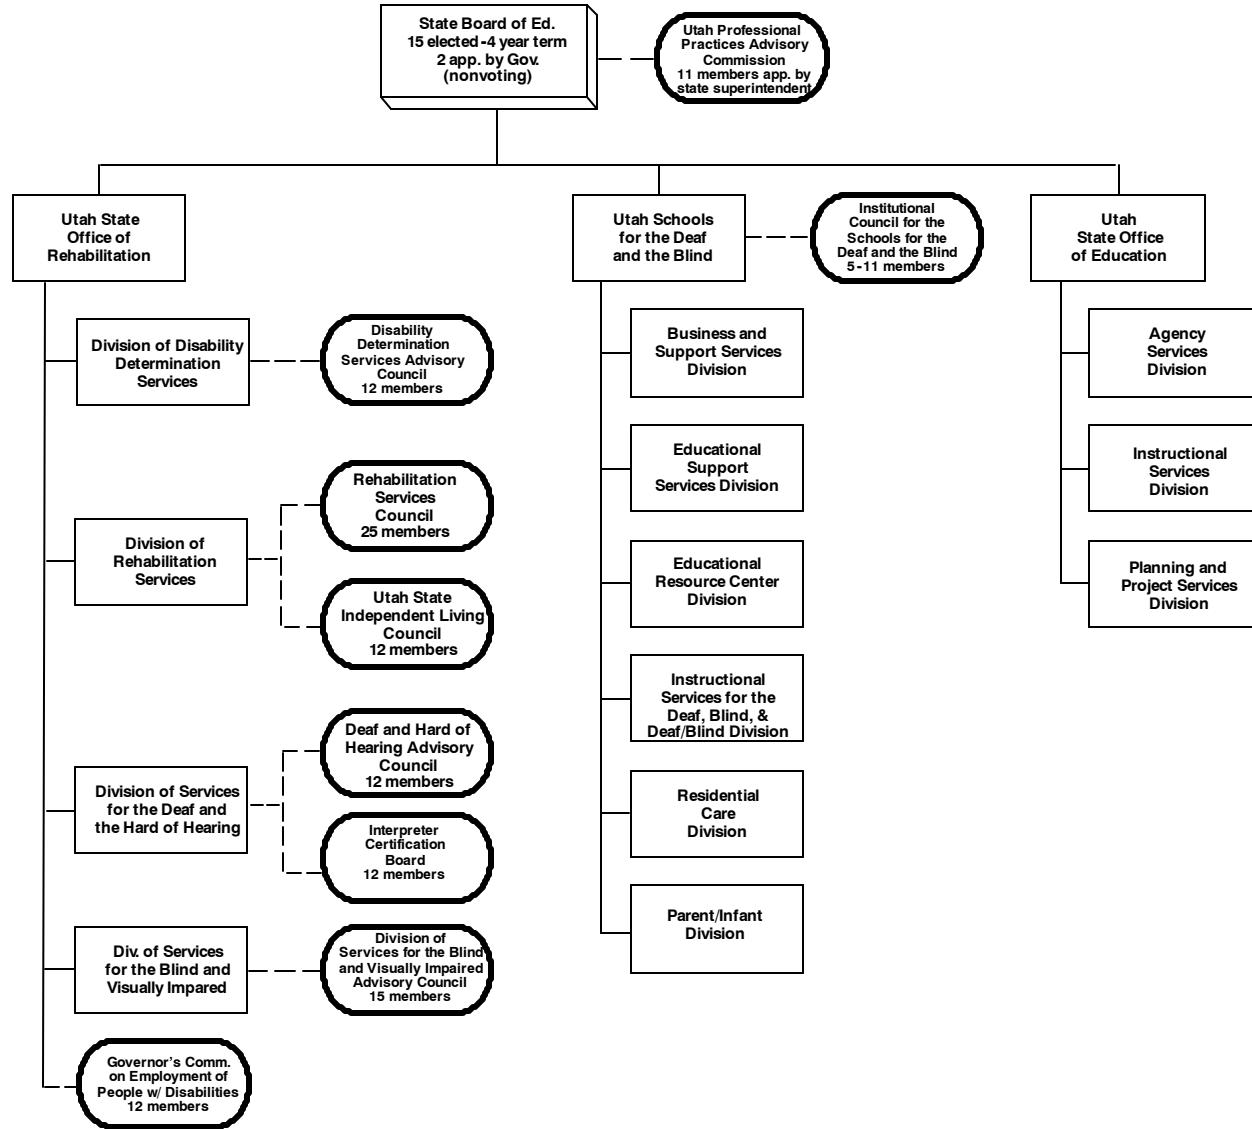 State Board of Ed.
15 elected-4 year term
2 app. by Gov.
(nonvoting)
Utah Professional
Practices Advisory
Commission
11 members app. by
state superintendent
Utah State
Office of
Rehabilitation
Utah Schools
for the Deaf
and the Blind
Institutional
Council for the
Schools for the
Deaf and the Blind
5-11 members
Utah
State Office
of Education
Division of Disability
Determination
Services
Disability
Determination
Services Advisory
Council
12 members
Business and
Support Services
Division
Agency
Services
Division
Educational
Support
Services Division
Instructional
Services
Division
Rehabilitation
Services
Council
25 members
Division of
Rehabilitation
Services
Utah State
Independent Living
Council
12 members
Educational
Resource Center
Division
Planning and
Project Services
Division
Instructional
Services for the
Deaf, Blind, &
Deaf/Blind Division
Deaf and Hard of
Hearing Advisory
Council
12 members
Division of Services
for the Deaf and
the Hard of Hearing
Interpreter
Certification
Board
12 members
Residential
Care
Division
Div. of Services
for the Blind and
Visually Impared
Division of
Services for the Blind
and Visually Impaired
Advisory Council
15 members
Parent/Infant
Division
Governor's Comm.
on Employment of
People w/ Disabilities
12 members